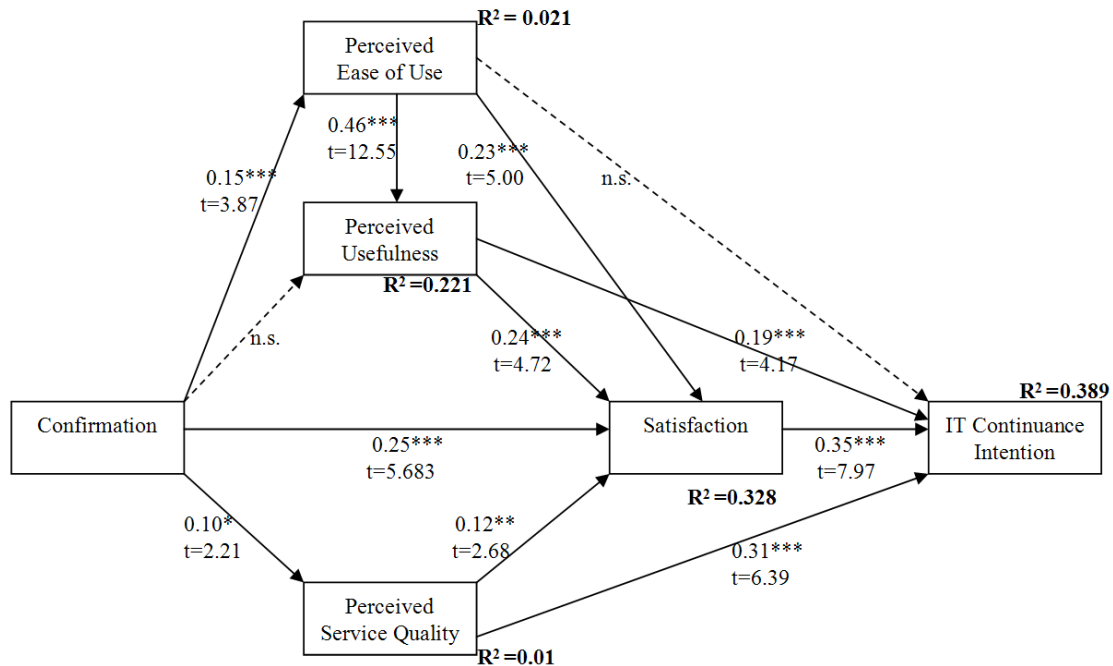 R² = 0.021
Perceived
Ease of Use
0.46***
t=12.55
0.23***
t=5.00
0.15***
t=3.87
n.s.
Perceived
Usefulness
R² =0.221
n.s.
0.24***
t=4.72
0.19***
t=4.17
R² =0.389
Confirmation
Satisfaction
IT Continuance
Intention
0.25***
t=5.683
0.35***
t=7.97
R² =0.328
0.10*
t=2.21
0.12**
t=2.68
0.31***
t=6.39
Perceived
Service Quality
R² =0.01